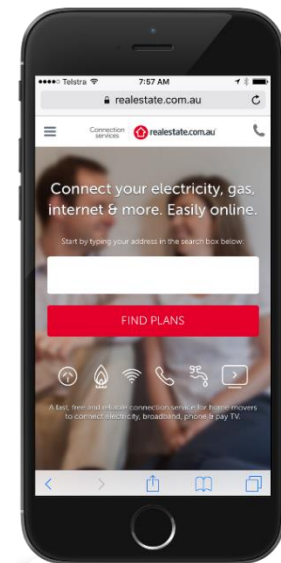 Telstra 7:57 AM
realestate.com.au
Connection
services
realestate.com.au
Connect your electricity, gas,
internet & more. Easily online.
Start by typing your address in the search box below:
FIND PLANS
A fast, free and reliable connection service for home movers
to connect electricity, broadband, phone & pay TV.